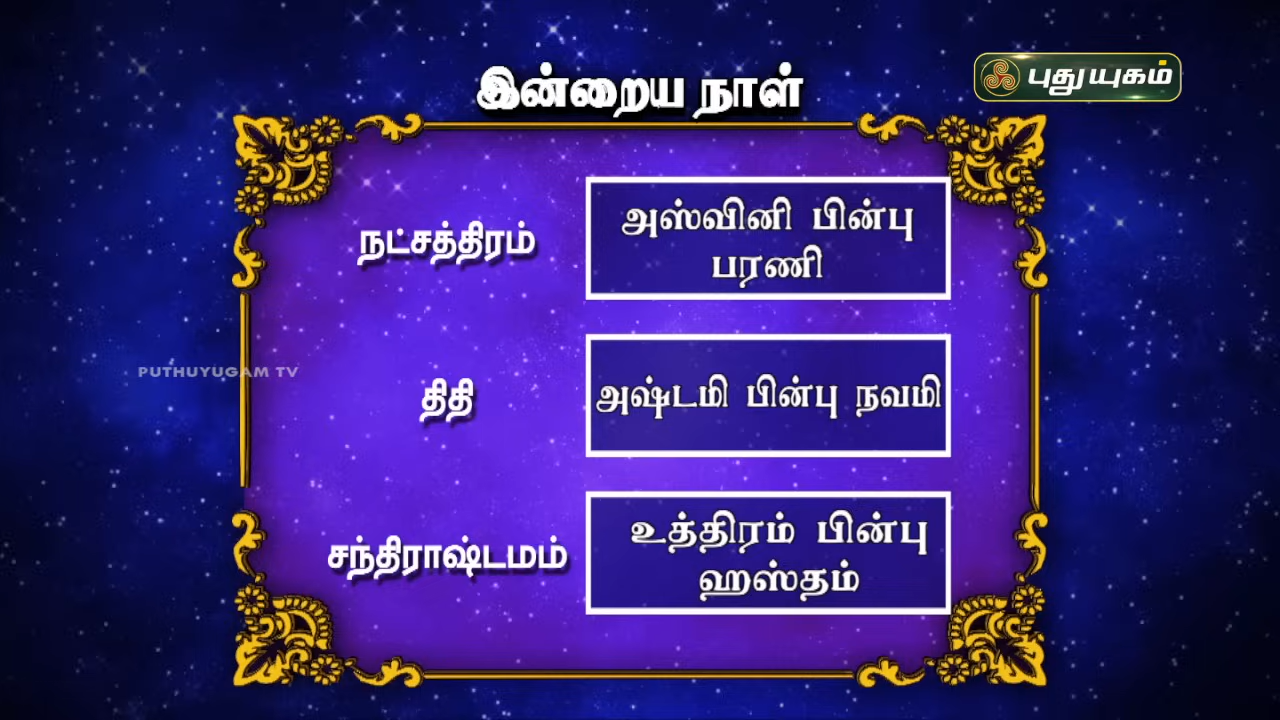 இன்றைய நாள்
புதுயுகம்
நட்சத்திரம்
அஸ்வினி பின்பு
பரணி
PUTHUYUGAM TV
திதி
அஷ்டமி பின்பு நவமி
சந்திராஷ்டமம்
உத்திரம் பின்பு
ஹஸ்தம்